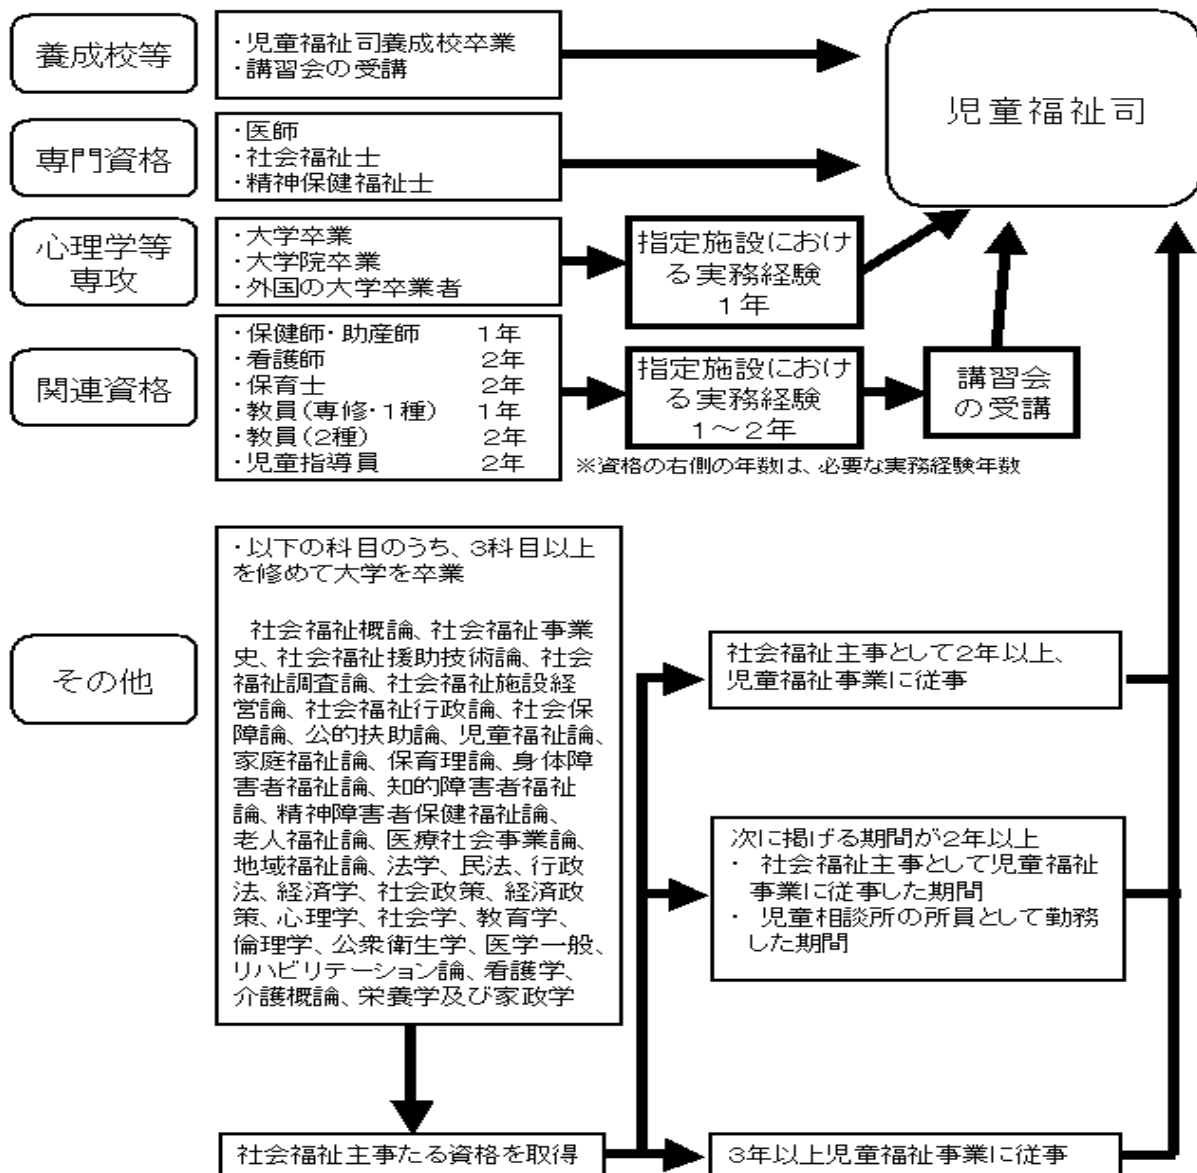 養成校等
・児童福祉司養成校卒業
・講習会の受講
児童福祉司
専門資格
・医師
・社会福祉士
・精神保健福祉士
心理学等
専攻
・大学卒業
・大学院卒業
・外国の大学卒業者
指定施設におけ
る実務経験
1年
関連資格
・保健師・助産師 1年
・看護師 2年
・保育士 2年
・教員(専修・1種) 1年
・教員(2種) 2年
・児童指導員 2年
指定施設におけ
る実務経験
1～2年
講習会
の受講
※資格の右側の年数は、必要な実務経験年数
その他
・以下の科目のうち、3科目以上
を修めて大学を卒業
社会福祉概論、社会福祉事業
史、社会福祉援助技術論、社会
福祉調査論、社会福祉施設経
営論、社会福祉行政論、社会保
障論、公的扶助論、児童福祉論、
家庭福祉論、保育理論、身体障
害者福祉論、知的障害者福祉
論、精神障害者保健福祉論、
老人福祉論、医療社会事業論、
地域福祉論、法学、民法、行政
法、経済学、社会政策、経済政
策、心理学、社会学、教育学、
倫理学、公衆衛生学、医学一般、
リハビリテーション論、看護学、
介護概論、栄養学及び家政学
社会福祉主事として2年以上、
児童福祉事業に従事
次に掲げる期間が2年以上
・ 社会福祉主事として児童福祉
事業に従事した期間
・ 児童相談所の所員として勤務
した期間
社会福祉主事たる資格を取得
3年以上児童福祉事業に従事